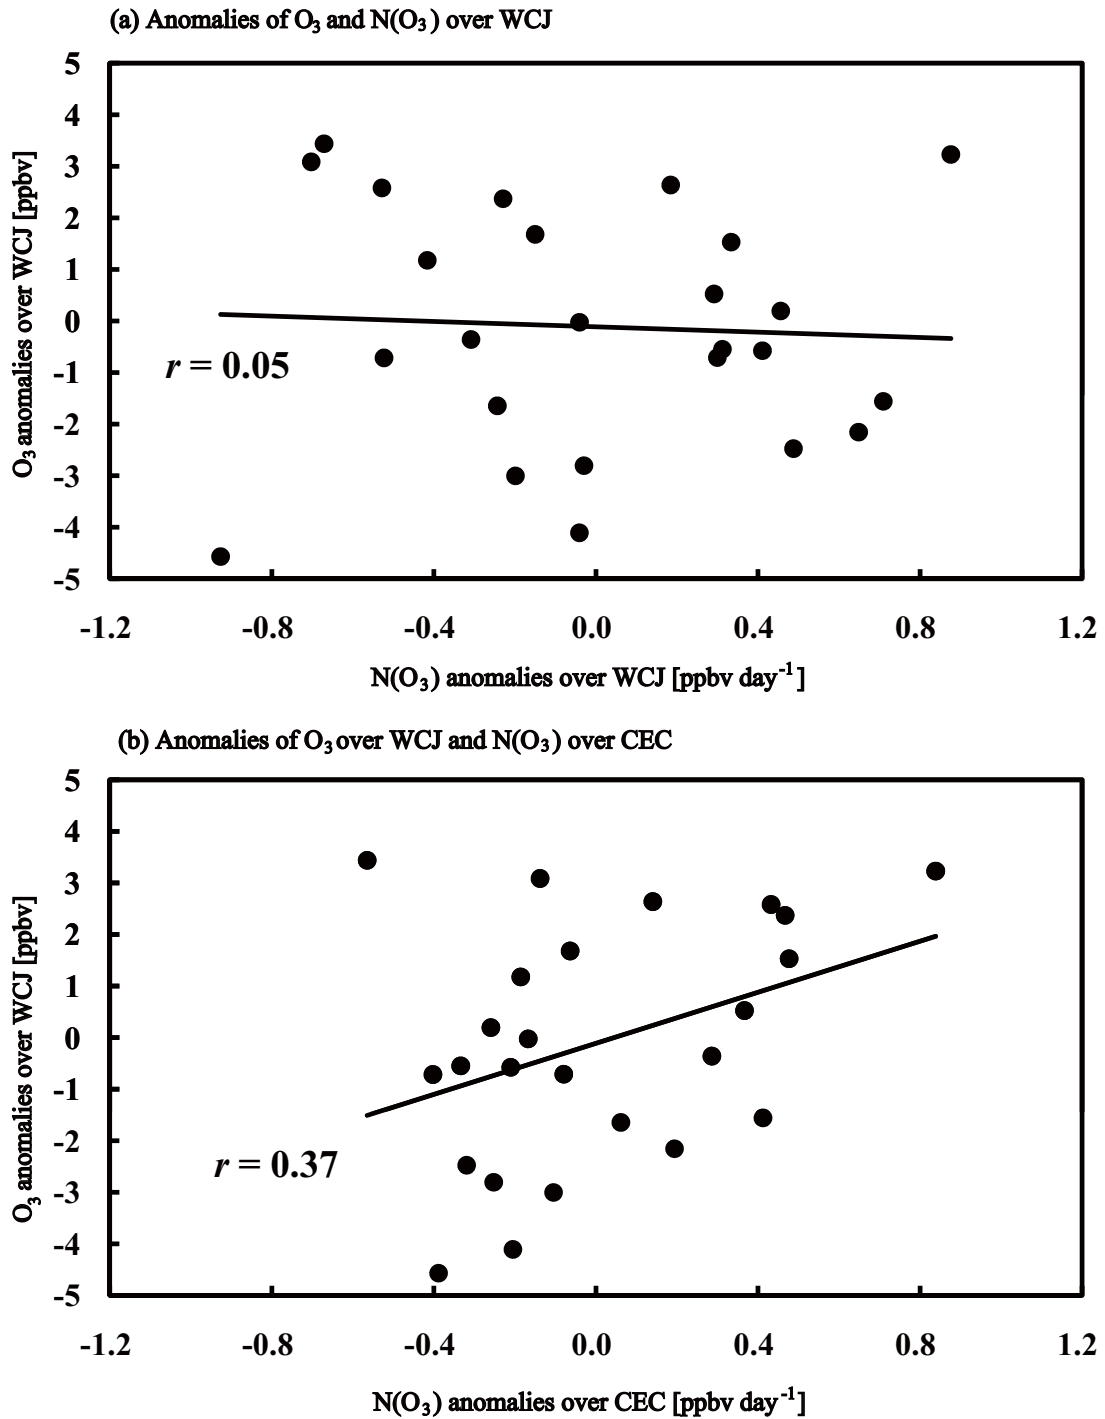 (a) Anomalies of O₃ and N(O₃) over WCJ
5
4
3
2
1
0
-1
-2
-3
-4
-5
O₃ anomalies over WCJ [ppbv]
r = 0.05
-1.2 -0.8 -0.4 0.0 0.4 0.8 1.2
N(O₃) anomalies over WCJ [ppbv day⁻¹]
(b) Anomalies of O₃ over WCJ and N(O₃) over CEC
5
4
3
2
1
0
-1
-2
-3
-4
-5
O₃ anomalies over WCJ [ppbv]
r = 0.37
-1.2 -0.8 -0.4 0.0 0.4 0.8 1.2
N(O₃) anomalies over CEC [ppbv day⁻¹]